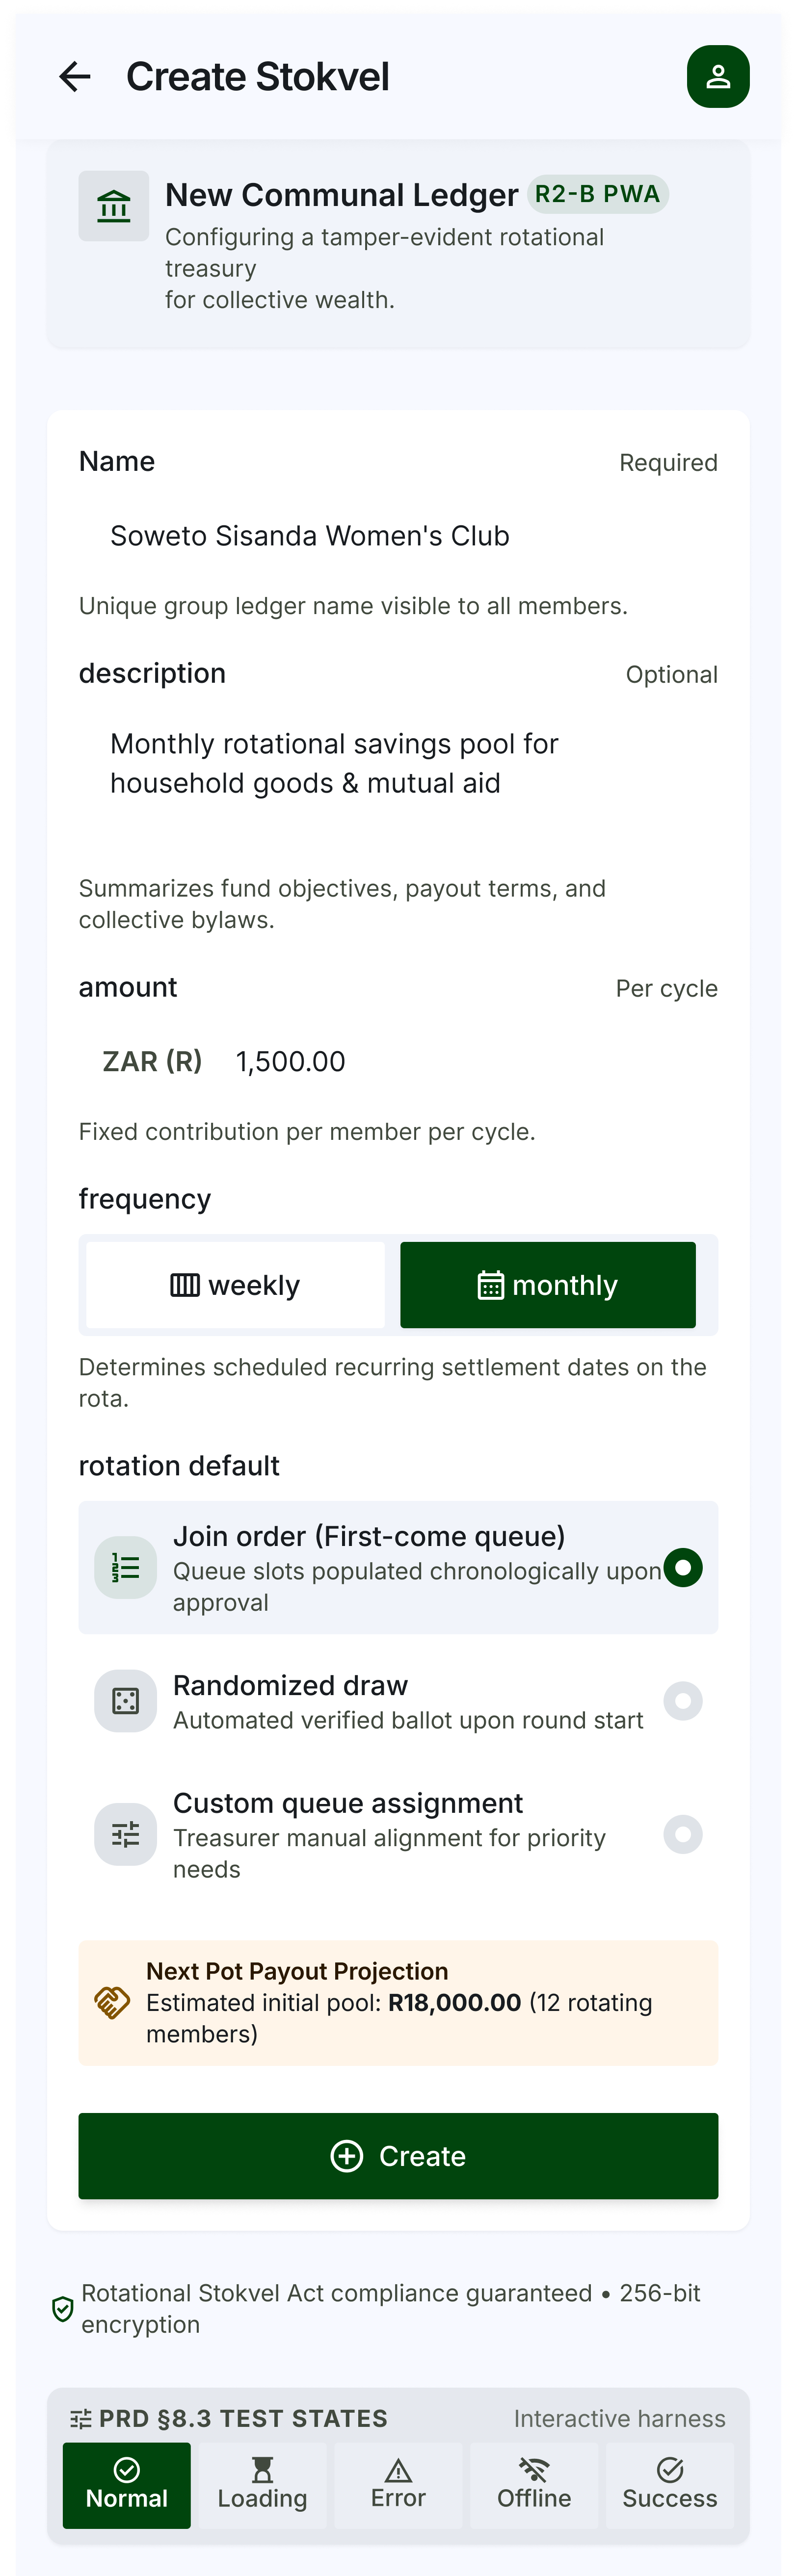 Create Stokvel
New Communal Ledger R2-B PWA
Configuring a tamper-evident rotational
treasury
for collective wealth.
Name Required
Soweto Sisanda Women's Club
Unique group ledger name visible to all members.
description Optional
Monthly rotational savings pool for
household goods & mutual aid
Summarizes fund objectives, payout terms, and
collective bylaws.
amount Per cycle
ZAR (R) 1,500.00
Fixed contribution per member per cycle.
frequency
weekly monthly
Determines scheduled recurring settlement dates on the
rota.
rotation default
Join order (First-come queue)
Queue slots populated chronologically upon
approval
Randomized draw
Automated verified ballot upon round start
Custom queue assignment
Treasurer manual alignment for priority
needs
Next Pot Payout Projection
Estimated initial pool: R18,000.00 (12 rotating
members)
Create
Rotational Stokvel Act compliance guaranteed • 256-bit
encryption
PRD §8.3 TEST STATES Interactive harness
Normal Loading Error Offline Success